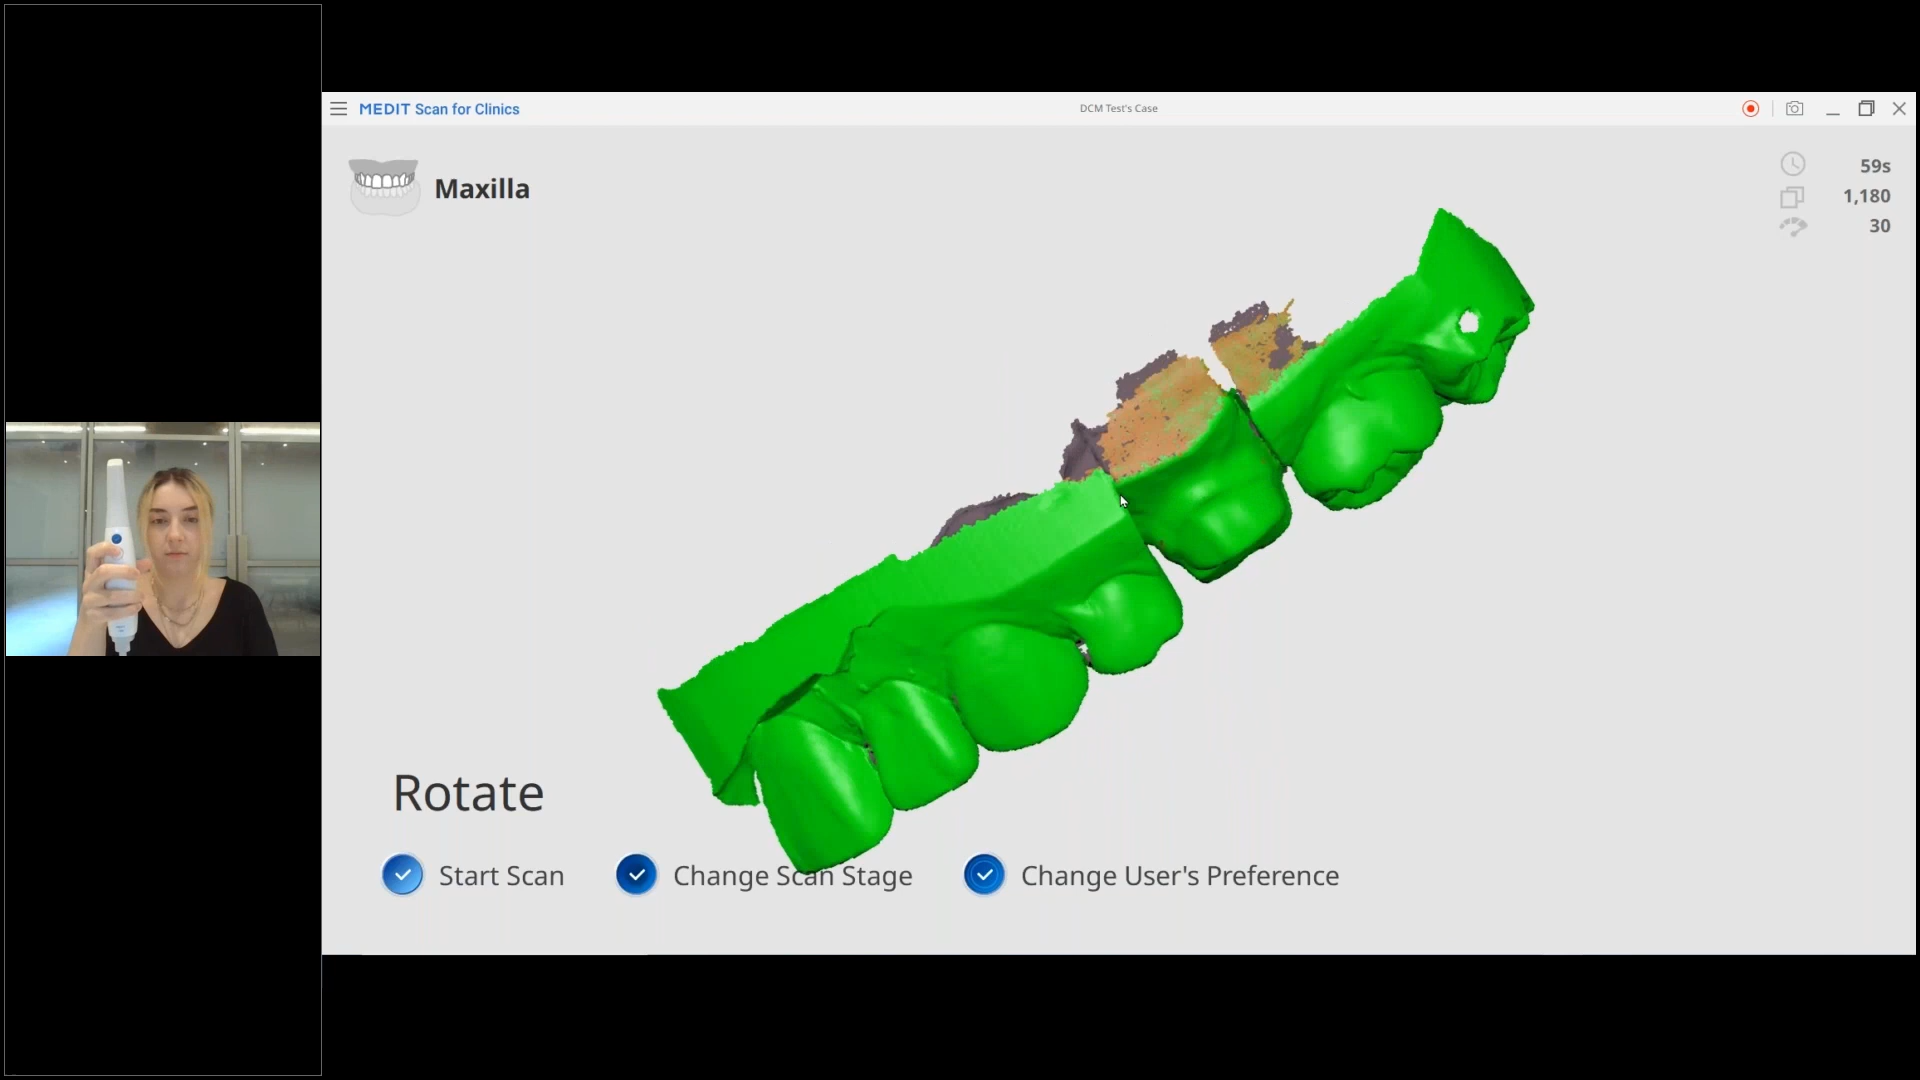 MEDIT Scan for Clinics
DCM Test's Case
Maxilla
59s
1,180
30
Rotate
Start Scan
Change Scan Stage
Change User's Preference